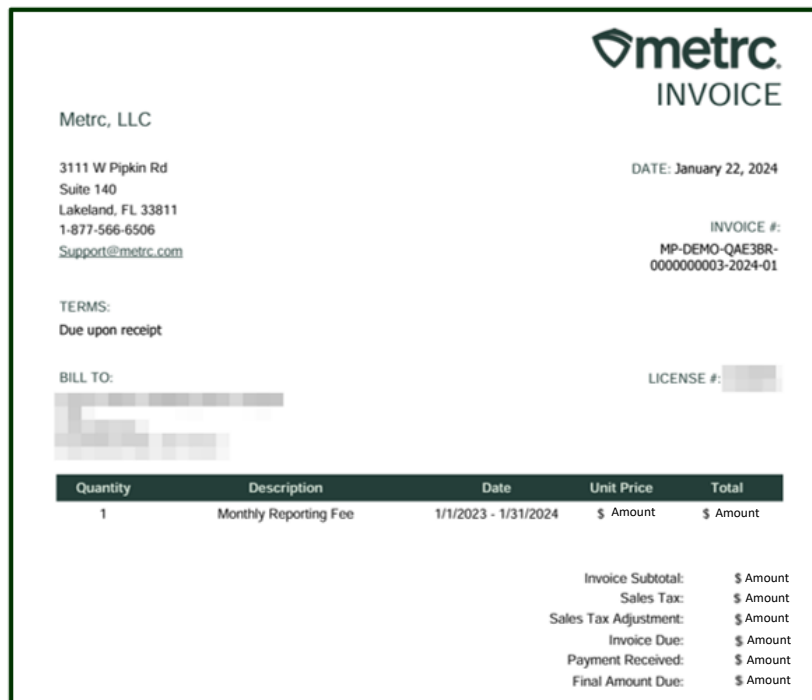 metrc.
INVOICE
Metrc, LLC
3111 W Pipkin Rd
Suite 140
Lakeland, FL 33811
1-877-566-6506
Support@metrc.com
DATE: January 22, 2024
INVOICE #:
MP-DEMO-QAE3BR-
0000000003-2024-01
TERMS:
Due upon receipt
BILL TO:
LICENSE #:
Quantity Description Date Unit Price Total
1 Monthly Reporting Fee 1/1/2023 - 1/31/2024 $ Amount $ Amount
Invoice Subtotal: $ Amount
Sales Tax: $ Amount
Sales Tax Adjustment: $ Amount
Invoice Due: $ Amount
Payment Received: $ Amount
Final Amount Due: $ Amount